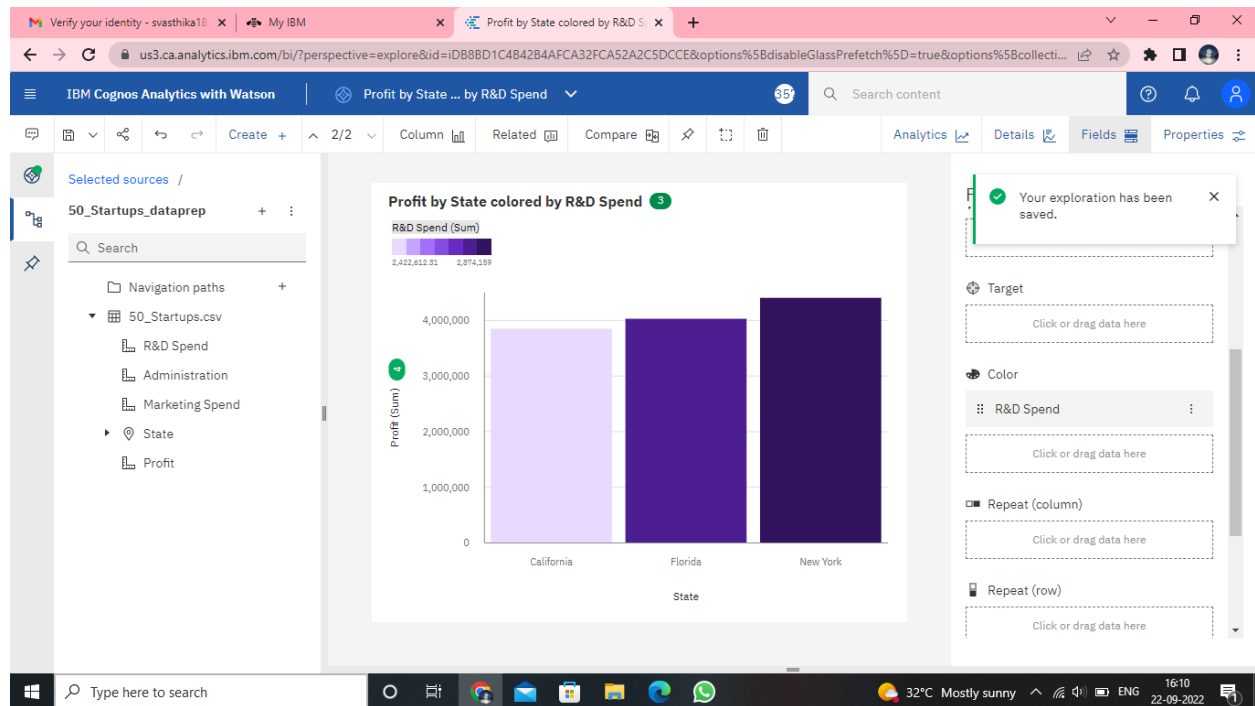 Verify your identity - svasthika18
My IBM
Profit by State colored by R&D S
us3.ca.analytics.ibm.com/bi/?perspective=explore&id=iDB8BD1C4B42B4AFCA32FCA52A2C5DCCE&options%5BdisableGlassPrefetch%5D=true&options%5Bcollecti...
IBM Cognos Analytics with Watson
Profit by State ... by R&D Spend
Search content
Create +
2/2
Column
Related
Compare
Analytics
Details
Fields
Properties
Selected sources /
50_Startups_dataprep
Search
Navigation paths
50_Startups.csv
R&D Spend
Administration
Marketing Spend
State
Profit
Profit by State colored by R&D Spend 3
R&D Spend (Sum)
2,422,612.31 2,874,159
4,000,000
3,000,000
2,000,000
1,000,000
0
Profit (Sum) 4
California Florida New York
State
Your exploration has been
saved.
Target
Click or drag data here
Color
R&D Spend
Click or drag data here
Repeat (column)
Click or drag data here
Repeat (row)
Click or drag data here
Type here to search
32°C Mostly sunny
ENG
16:10
22-09-2022
1